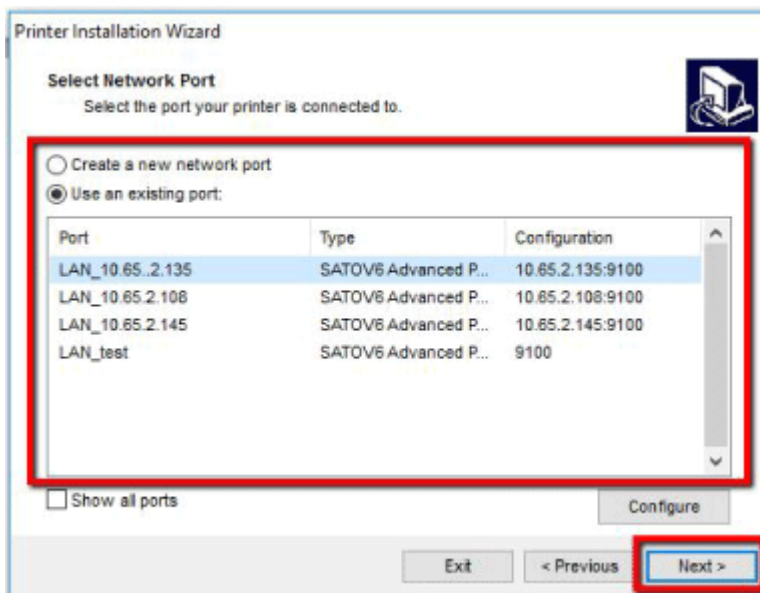 Printer Installation Wizard
Select Network Port
Select the port your printer is connected to.
Create a new network port
Use an existing port:
Port Type Configuration
LAN_10.65..2.135 SATOV6 Advanced P... 10.65.2.135:9100
LAN_10.65.2.108 SATOV6 Advanced P... 10.65.2.108:9100
LAN_10.65.2.145 SATOV6 Advanced P... 10.65.2.145:9100
LAN_test SATOV6 Advanced P... 9100
Show all ports
Configure
Exit < Previous Next >